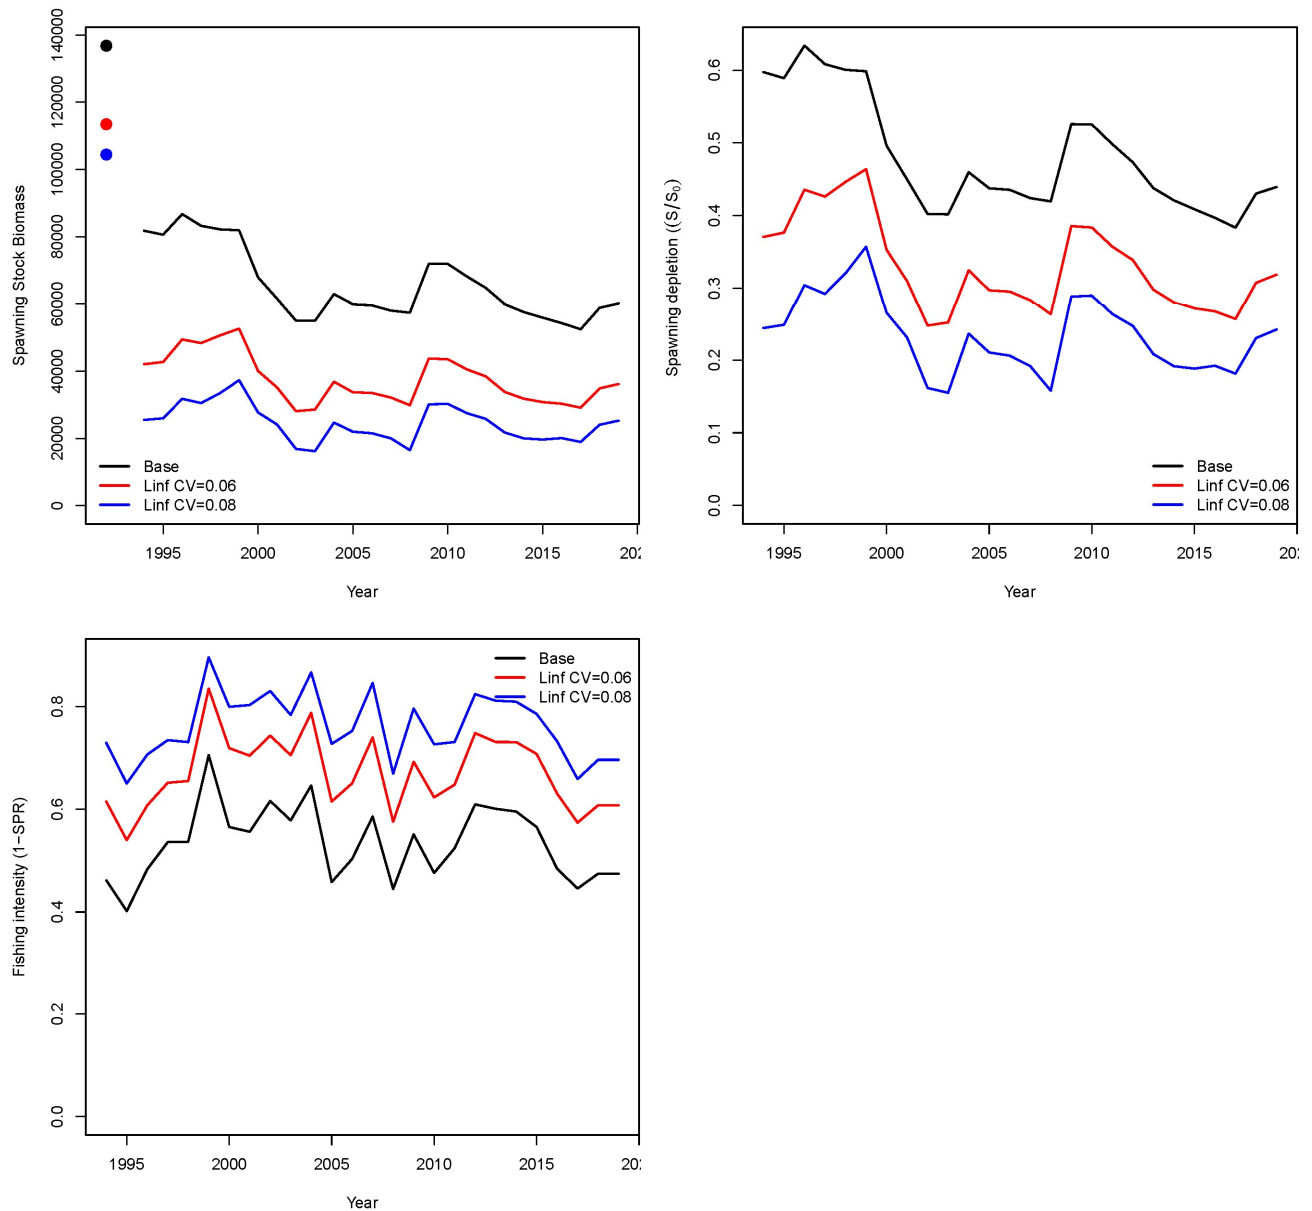 Spawning Stock Biomass
0 20000 40000 60000 80000 100000 120000 140000
Base
Linf CV=0.06
Linf CV=0.08
1995 2000 2005 2010 2015 202
Year
Spawning depletion ((S/S0)
0.0 0.1 0.2 0.3 0.4 0.5 0.6
Base
Linf CV=0.06
Linf CV=0.08
1995 2000 2005 2010 2015 202
Year
Fishing intensity (1−SPR)
0.0 0.2 0.4 0.6 0.8
Base
Linf CV=0.06
Linf CV=0.08
1995 2000 2005 2010 2015 202
Year